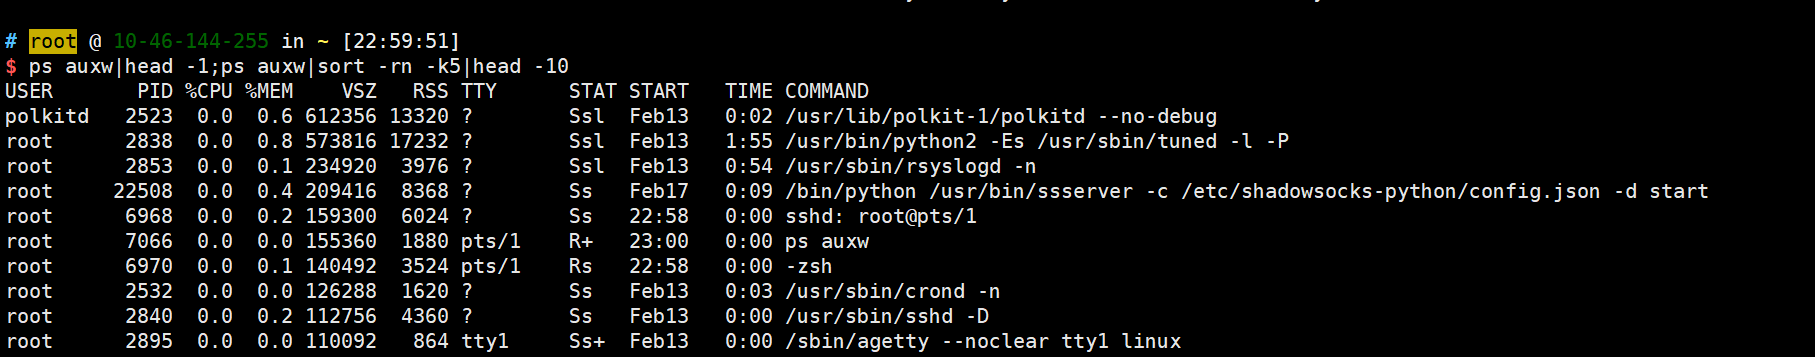 # root @ 10-46-144-255 in ~ [22:59:51]
$ ps auxw|head -1;ps auxw|sort -rn -k5|head -10
USER       PID %CPU %MEM    VSZ   RSS TTY      STAT START   TIME COMMAND
polkitd   2523  0.0  0.6 612356 13320 ?        Ssl  Feb13   0:02 /usr/lib/polkit-1/polkitd --no-debug
root      2838  0.0  0.8 573816 17232 ?        Ssl  Feb13   1:55 /usr/bin/python2 -Es /usr/sbin/tuned -l -P
root      2853  0.0  0.1 234920  3976 ?        Ssl  Feb13   0:54 /usr/sbin/rsyslogd -n
root     22508  0.0  0.4 209416  8368 ?        Ss   Feb17   0:09 /bin/python /usr/bin/ssserver -c /etc/shadowsocks-python/config.json -d start
root      6968  0.0  0.2 159300  6024 ?        Ss   22:58   0:00 sshd: root@pts/1
root      7066  0.0  0.0 155360  1880 pts/1    R+   23:00   0:00 ps auxw
root      6970  0.0  0.1 140492  3524 pts/1    Rs   22:58   0:00 -zsh
root      2532  0.0  0.0 126288  1620 ?        Ss   Feb13   0:03 /usr/sbin/crond -n
root      2840  0.0  0.2 112756  4360 ?        Ss   Feb13   0:00 /usr/sbin/sshd -D
root      2895  0.0  0.0 110092   864 tty1     Ss+  Feb13   0:00 /sbin/agetty --noclear tty1 linux